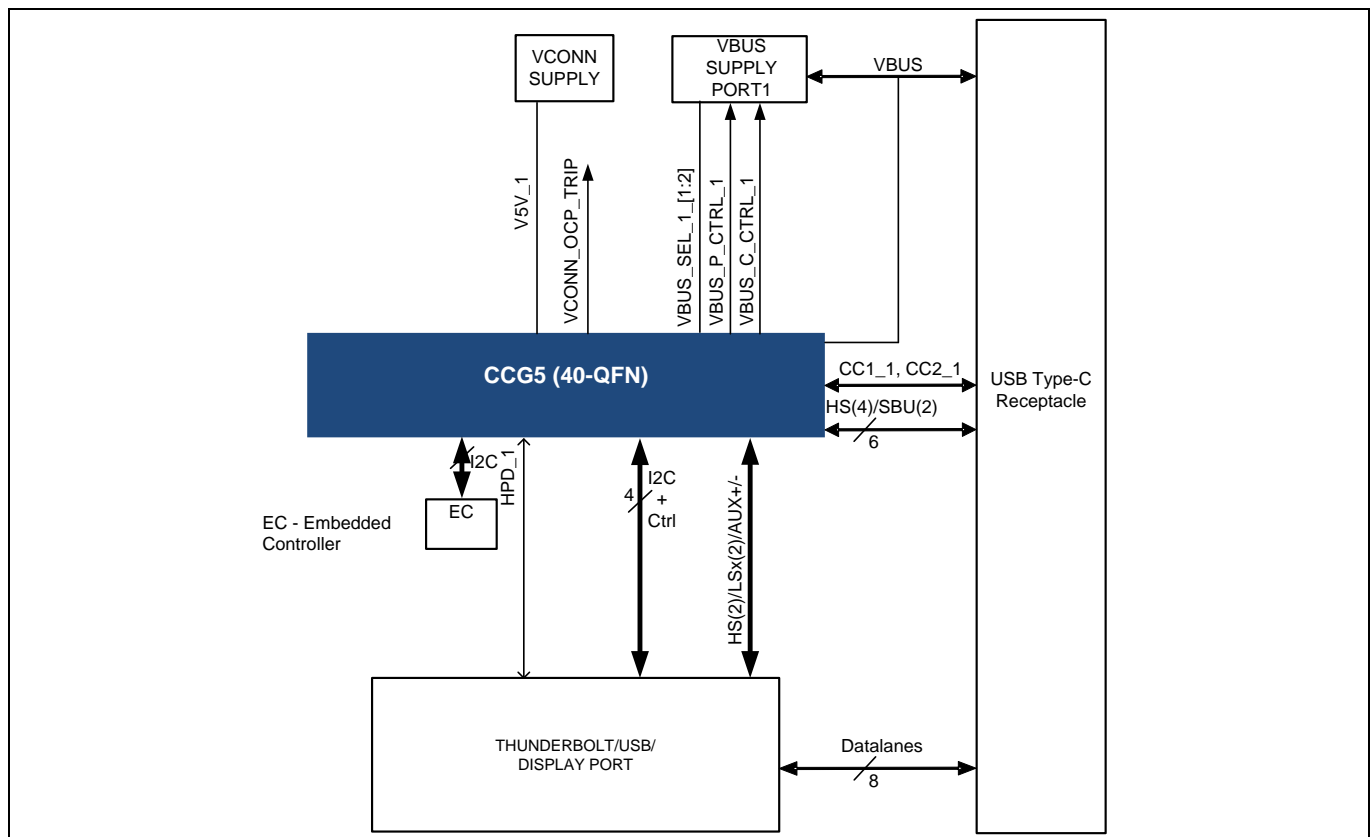 VCONN
SUPPLY
VBUS
SUPPLY
PORT1
VBUS
V5V_1
VCONN_OCP_TRIP
VBUS_SEL_1_[1:2]
VBUS_P_CTRL_1
VBUS_C_CTRL_1
CCG5 (40-QFN)
CC1_1, CC2_1
HS(4)/SBU(2)
6
USB Type-C
Receptacle
I2C
HPD_1
4
I2C
+
Ctrl
HS(2)/LSx(2)/AUX+/-
EC
EC - Embedded
Controller
THUNDERBOLT/USB/
DISPLAY PORT
Datalanes
8